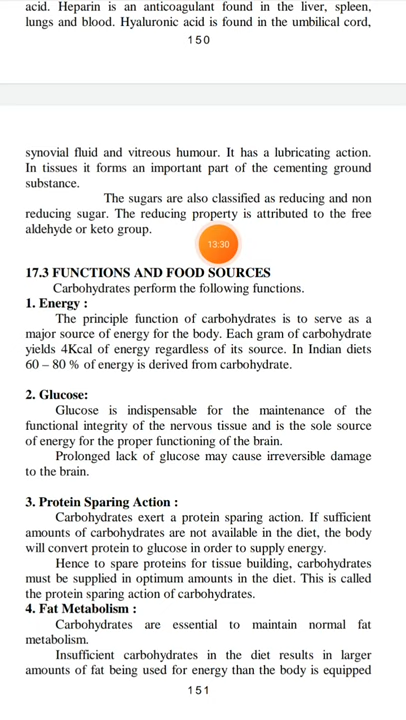 acid. Heparin is an anticoagulant found in the liver, spleen,
lungs and blood. Hyaluronic acid is found in the umbilical cord,
150
synovial fluid and vitreous humour. It has a lubricating action.
In tissues it forms an important part of the cementing ground
substance.
The sugars are also classified as reducing and non
reducing sugar. The reducing property is attributed to the free
aldehyde or keto group.
13:30
17.3 FUNCTIONS AND FOOD SOURCES
Carbohydrates perform the following functions.
1. Energy :
The principle function of carbohydrates is to serve as a
major source of energy for the body. Each gram of carbohydrate
yields 4Kcal of energy regardless of its source. In Indian diets
60 – 80 % of energy is derived from carbohydrate.
2. Glucose:
Glucose is indispensable for the maintenance of the
functional integrity of the nervous tissue and is the sole source
of energy for the proper functioning of the brain.
Prolonged lack of glucose may cause irreversible damage
to the brain.
3. Protein Sparing Action :
Carbohydrates exert a protein sparing action. If sufficient
amounts of carbohydrates are not available in the diet, the body
will convert protein to glucose in order to supply energy.
Hence to spare proteins for tissue building, carbohydrates
must be supplied in optimum amounts in the diet. This is called
the protein sparing action of carbohydrates.
4. Fat Metabolism :
Carbohydrates are essential to maintain normal fat
metabolism.
Insufficient carbohydrates in the diet results in larger
amounts of fat being used for energy than the body is equipped
151